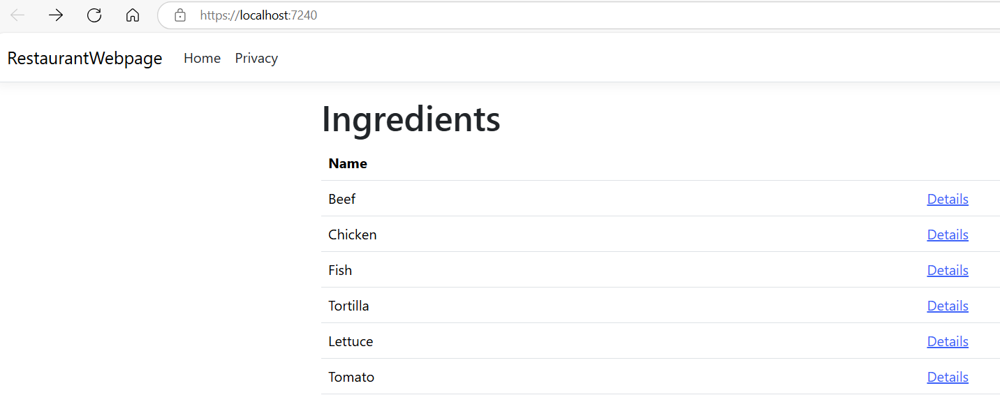 https://localhost:7240
RestaurantWebpage Home Privacy
Ingredients
Name
Beef Details
Chicken Details
Fish Details
Tortilla Details
Lettuce Details
Tomato Details